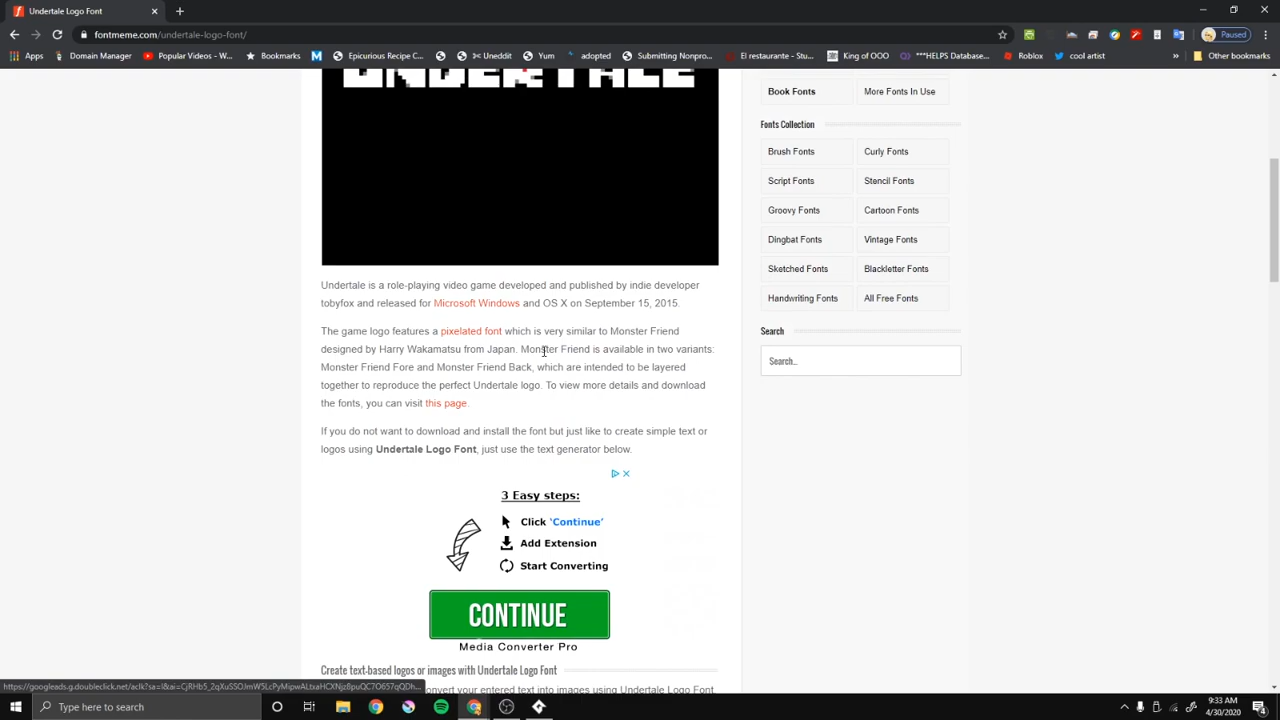 Undertale Logo Font
fontmeme.com/undertale-logo-font/
Paused
Apps
Domain Manager
Popular Videos - W...
Bookmarks
Epicurious Recipe C...
Uneddit
Yum
adopted
Submitting Nonpro...
El restaurante - Stu...
King of OOO
***HELPS Database...
Roblox
cool artist
»
Other bookmarks
UNDERTALE
Book Fonts
More Fonts In Use
Fonts Collection
Brush Fonts
Curly Fonts
Script Fonts
Stencil Fonts
Groovy Fonts
Cartoon Fonts
Dingbat Fonts
Vintage Fonts
Sketched Fonts
Blackletter Fonts
Handwriting Fonts
All Free Fonts
Search
Search...
Undertale is a role-playing video game developed and published by indie developer
tobyfox and released for Microsoft Windows and OS X on September 15, 2015.
The game logo features a pixelated font which is very similar to Monster Friend
designed by Harry Wakamatsu from Japan. Monster Friend is available in two variants:
Monster Friend Fore and Monster Friend Back, which are intended to be layered
together to reproduce the perfect Undertale logo. To view more details and download
the fonts, you can visit this page.
If you do not want to download and install the font but just like to create simple text or
logos using Undertale Logo Font, just use the text generator below.
3 Easy steps:
Click 'Continue'
Add Extension
Start Converting
CONTINUE
Media Converter Pro
Create text-based logos or images with Undertale Logo Font
convert your entered text into images using Undertale Logo Font.
Type here to search
9:33 AM
4/30/2020